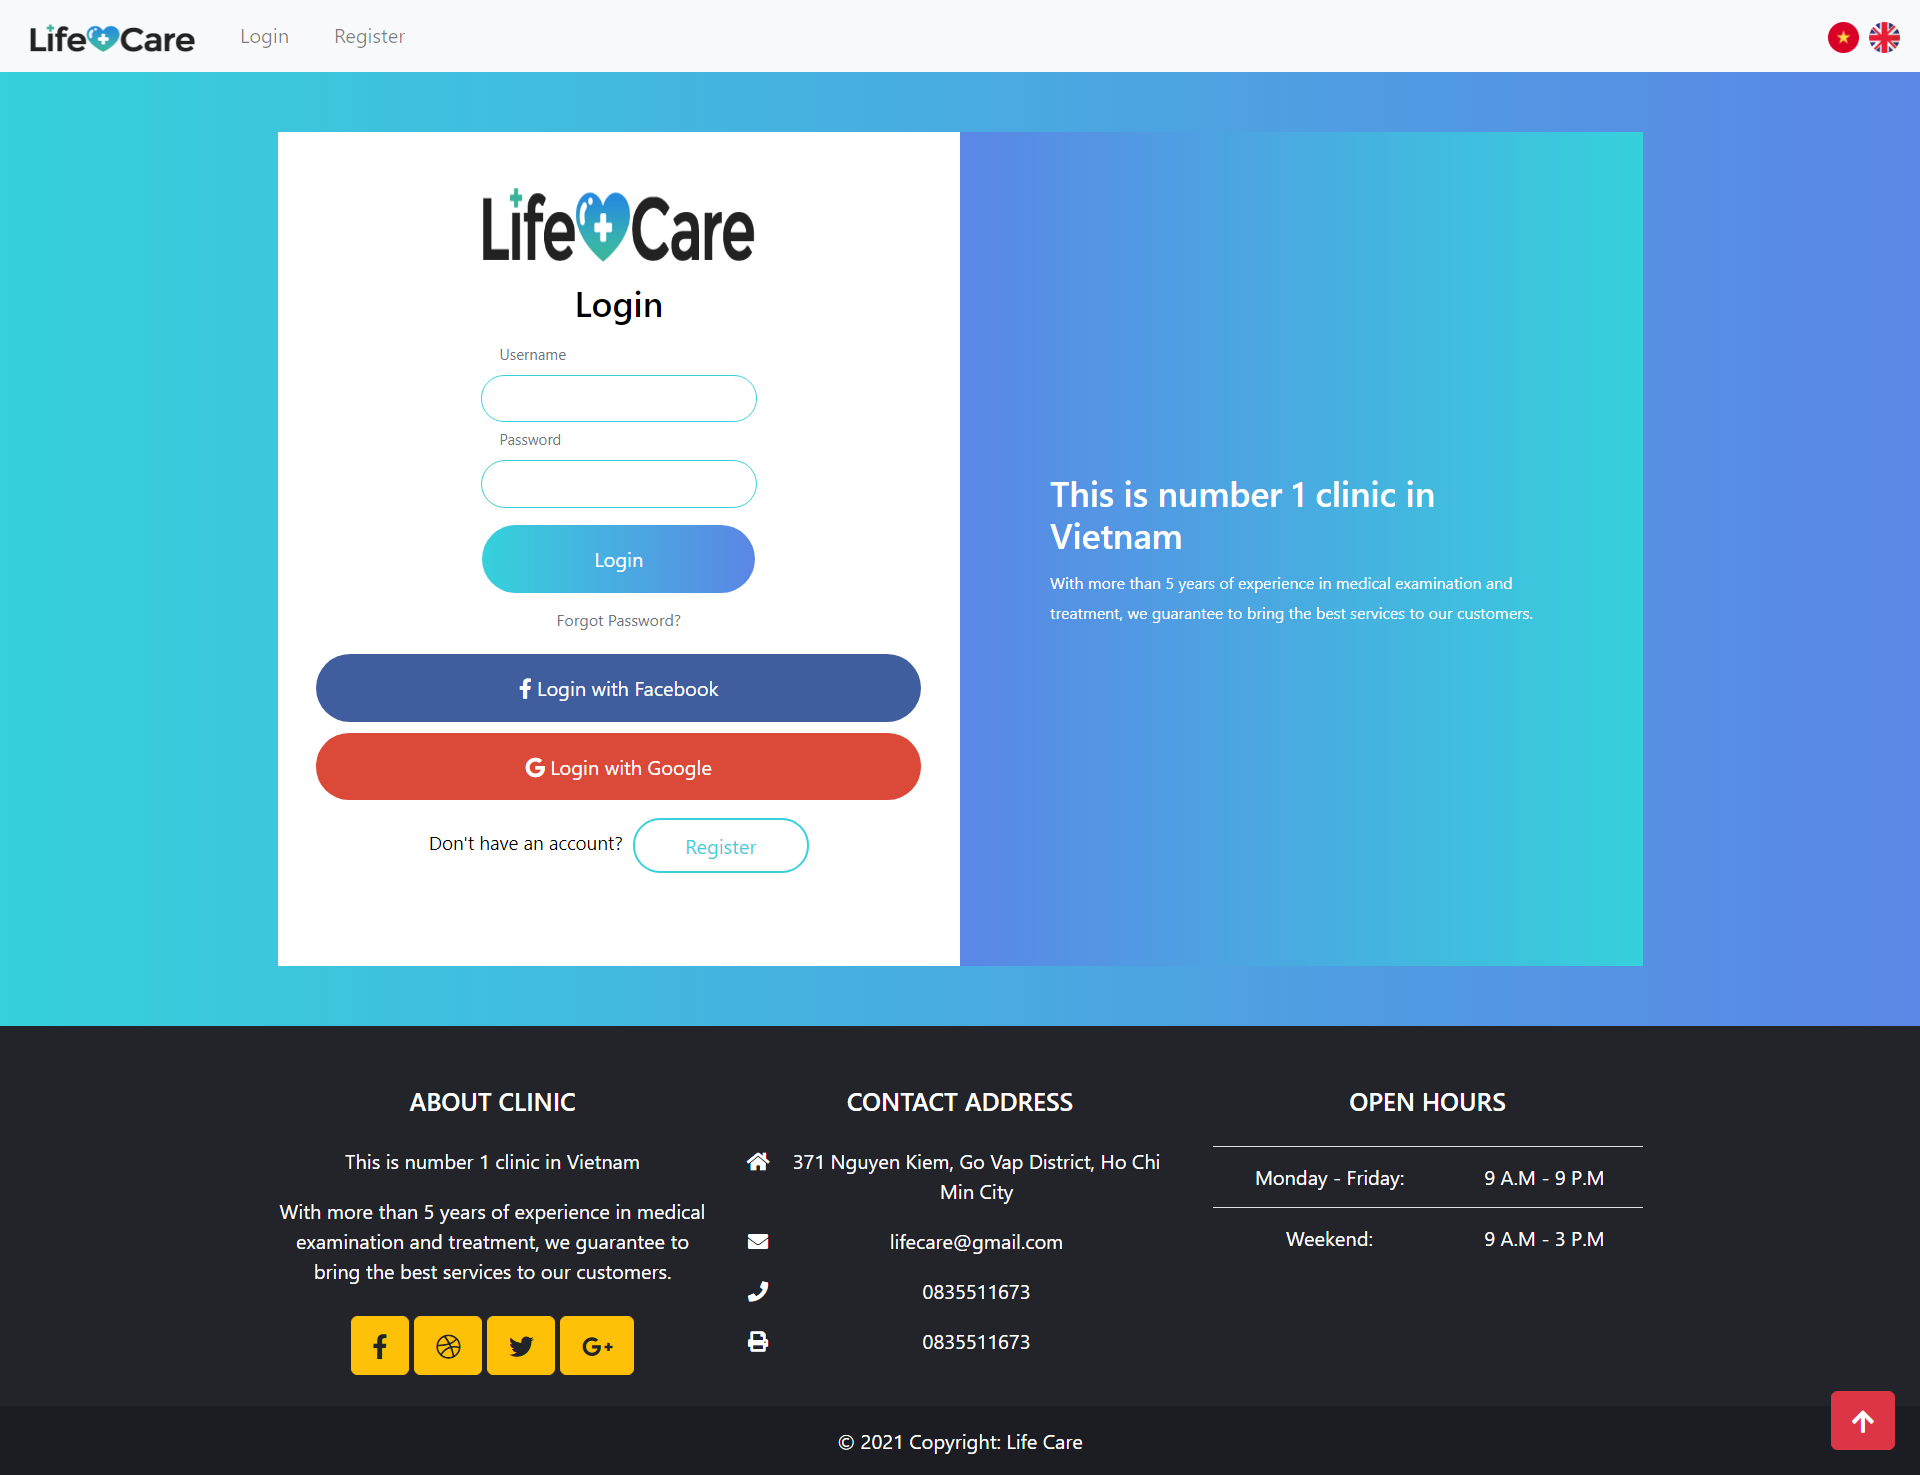 Life Care
Login
Register
Life Care
Login
Username
Password
Login
Forgot Password?
Login with Facebook
Login with Google
Don't have an account?
Register
This is number 1 clinic in
Vietnam
With more than 5 years of experience in medical examination and
treatment, we guarantee to bring the best services to our customers.
ABOUT CLINIC
This is number 1 clinic in Vietnam
With more than 5 years of experience in medical
examination and treatment, we guarantee to
bring the best services to our customers.
CONTACT ADDRESS
371 Nguyen Kiem, Go Vap District, Ho Chi
Min City
lifecare@gmail.com
0835511673
0835511673
OPEN HOURS
Monday - Friday: 9 A.M - 9 P.M
Weekend: 9 A.M - 3 P.M
© 2021 Copyright: Life Care